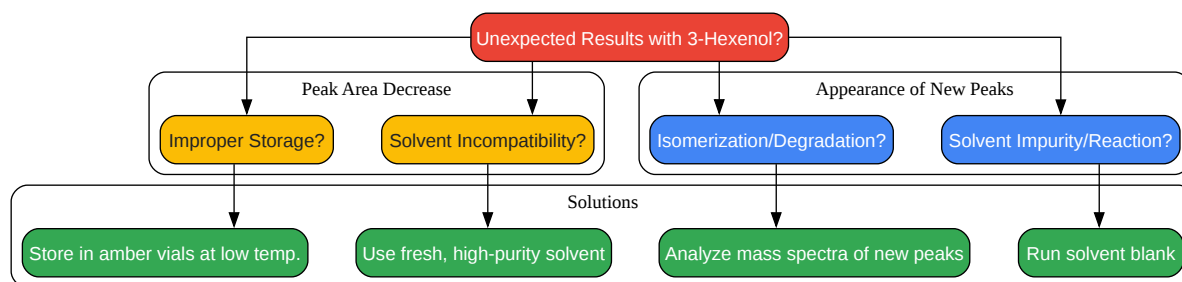 Unexpected Results with 3-Hexenol?
Peak Area Decrease
Appearance of New Peaks
Improper Storage?
Solvent Incompatibility?
Isomerization/Degradation?
Solvent Impurity/Reaction?
Solutions
Store in amber vials at low temp.
Use fresh, high-purity solvent
Analyze mass spectra of new peaks
Run solvent blank